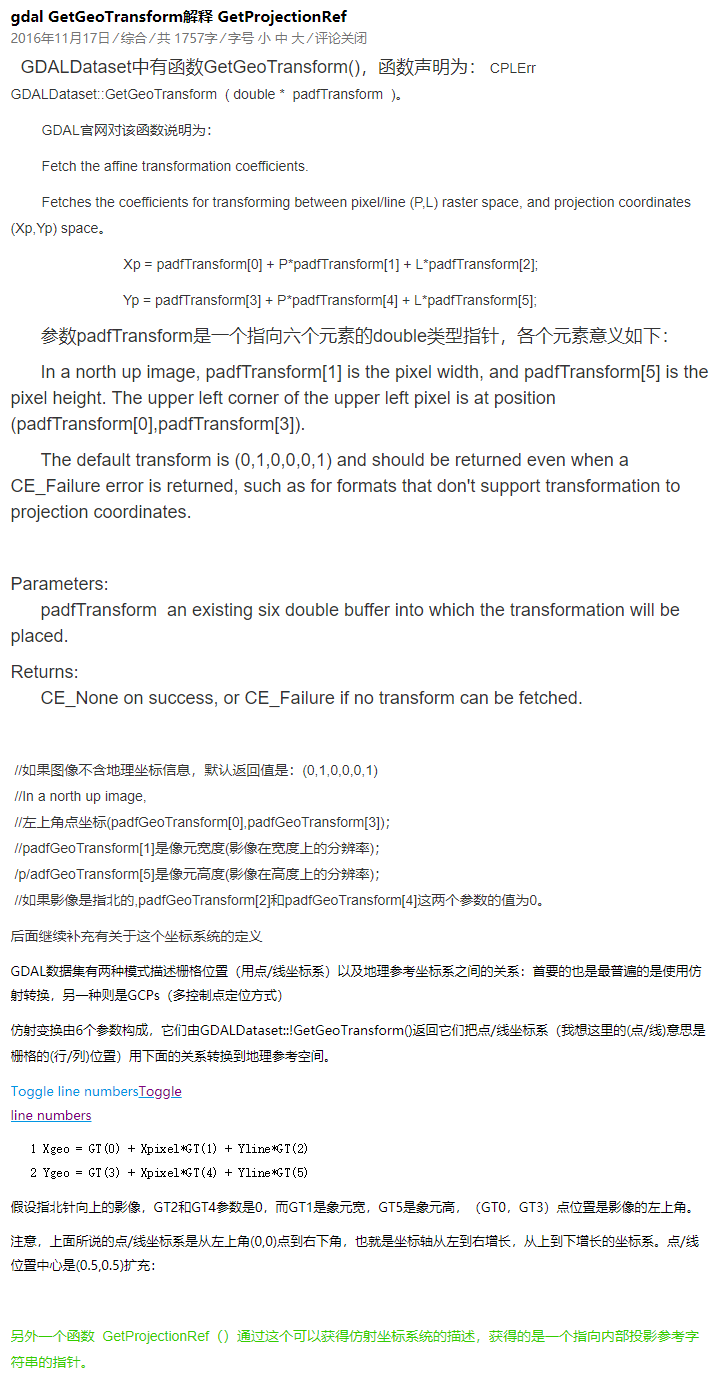 gdal GetGeoTransform解释 GetProjectionRef
2016年11月17日 ⁄ 综合 ⁄ 共 1757字 ⁄ 字号 小 中 大 ⁄ 评论关闭
GDALDataset中有函数GetGeoTransform()，函数声明为： CPLErr
GDALDataset::GetGeoTransform ( double * padfTransform )。
GDAL官网对该函数说明为：
Fetch the affine transformation coefficients.
Fetches the coefficients for transforming between pixel/line (P,L) raster space, and projection coordinates
(Xp,Yp) space。
Xp = padfTransform[0] + P*padfTransform[1] + L*padfTransform[2];
Yp = padfTransform[3] + P*padfTransform[4] + L*padfTransform[5];
参数padfTransform是一个指向六个元素的double类型指针，各个元素意义如下：
In a north up image, padfTransform[1] is the pixel width, and padfTransform[5] is the
pixel height. The upper left corner of the upper left pixel is at position
(padfTransform[0],padfTransform[3]).
The default transform is (0,1,0,0,0,1) and should be returned even when a
CE_Failure error is returned, such as for formats that don't support transformation to
projection coordinates.
Parameters:
padfTransform an existing six double buffer into which the transformation will be
placed.
Returns:
CE_None on success, or CE_Failure if no transform can be fetched.
//如果图像不含地理坐标信息，默认返回值是：(0,1,0,0,0,1)
//In a north up image,
//左上角点坐标(padfGeoTransform[0],padfGeoTransform[3])；
//padfGeoTransform[1]是像元宽度(影像在宽度上的分辨率)；
/p/adfGeoTransform[5]是像元高度(影像在高度上的分辨率)；
//如果影像是指北的,padfGeoTransform[2]和padfGeoTransform[4]这两个参数的值为0。
后面继续补充有关于这个坐标系统的定义
GDAL数据集有两种模式描述栅格位置（用点/线坐标系）以及地理参考坐标系之间的关系：首要的也是最普遍的是使用仿
射转换，另一种则是GCPs（多控制点定位方式）
仿射变换由6个参数构成，它们由GDALDataset::!GetGeoTransform()返回它们把点/线坐标系（我想这里的(点/线)意思是
栅格的(行/列)位置）用下面的关系转换到地理参考空间。
Toggle line numbersToggle
line numbers
1 Xgeo = GT(0) + Xpixel*GT(1) + Yline*GT(2)
2 Ygeo = GT(3) + Xpixel*GT(4) + Yline*GT(5)
假设指北针向上的影像，GT2和GT4参数是0，而GT1是象元宽，GT5是象元高，（GT0，GT3）点位置是影像的左上角。
注意，上面所说的点/线坐标系是从左上角(0,0)点到右下角，也就是坐标轴从左到右增长，从上到下增长的坐标系。点/线
位置中心是(0.5,0.5)扩充：
另外一个函数 GetProjectionRef（）通过这个可以获得仿射坐标系统的描述，获得的是一个指向内部投影参考字
符串的指针。